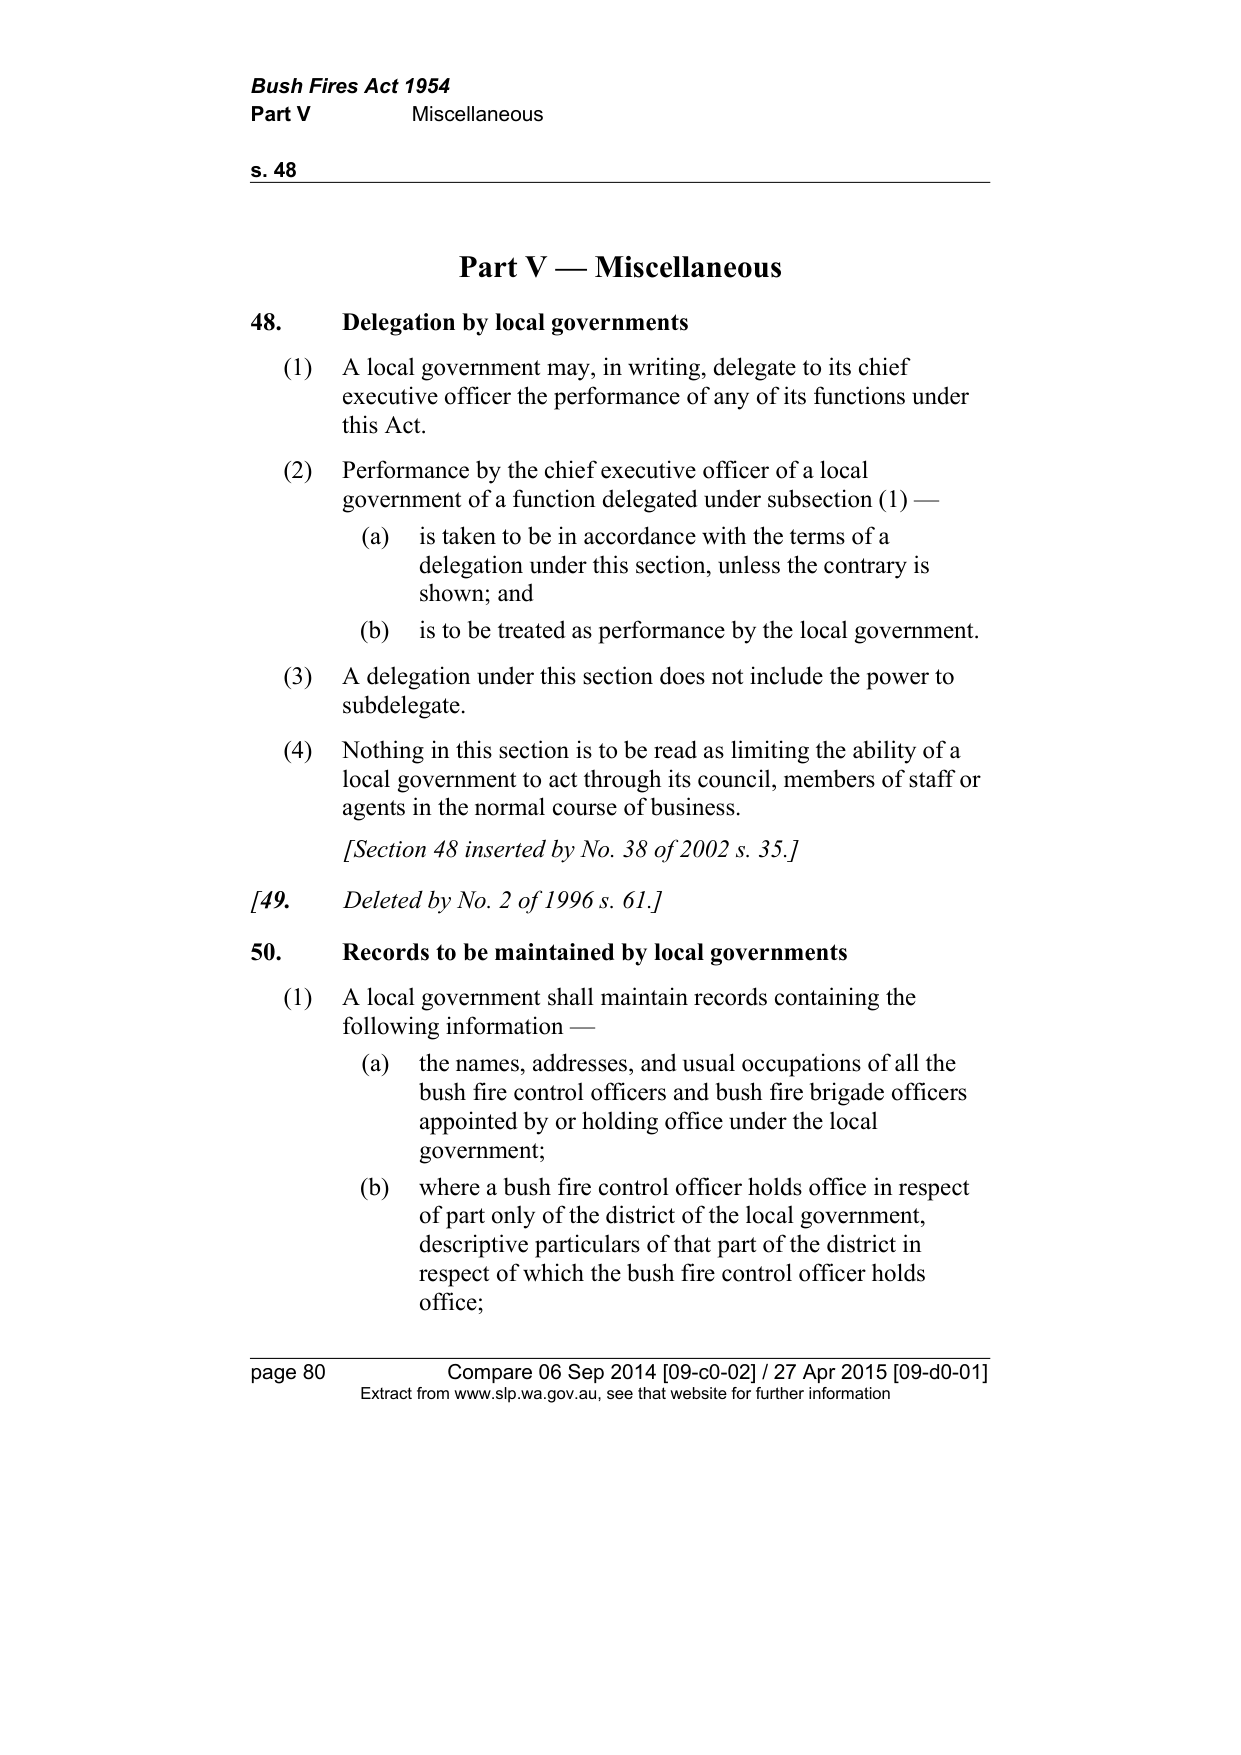 Bush Fires Act 1954
Part V Miscellaneous
s. 48
Part V — Miscellaneous
48. Delegation by local governments
(1) A local government may, in writing, delegate to its chief
executive officer the performance of any of its functions under
this Act.
(2) Performance by the chief executive officer of a local
government of a function delegated under subsection (1) —
(a) is taken to be in accordance with the terms of a
delegation under this section, unless the contrary is
shown; and
(b) is to be treated as performance by the local government.
(3) A delegation under this section does not include the power to
subdelegate.
(4) Nothing in this section is to be read as limiting the ability of a
local government to act through its council, members of staff or
agents in the normal course of business.
[Section 48 inserted by No. 38 of 2002 s. 35.]
[49. Deleted by No. 2 of 1996 s. 61.]
50. Records to be maintained by local governments
(1) A local government shall maintain records containing the
following information —
(a) the names, addresses, and usual occupations of all the
bush fire control officers and bush fire brigade officers
appointed by or holding office under the local
government;
(b) where a bush fire control officer holds office in respect
of part only of the district of the local government,
descriptive particulars of that part of the district in
respect of which the bush fire control officer holds
office;
page 80 Compare 06 Sep 2014 [09-c0-02] / 27 Apr 2015 [09-d0-01]
Extract from www.slp.wa.gov.au, see that website for further information